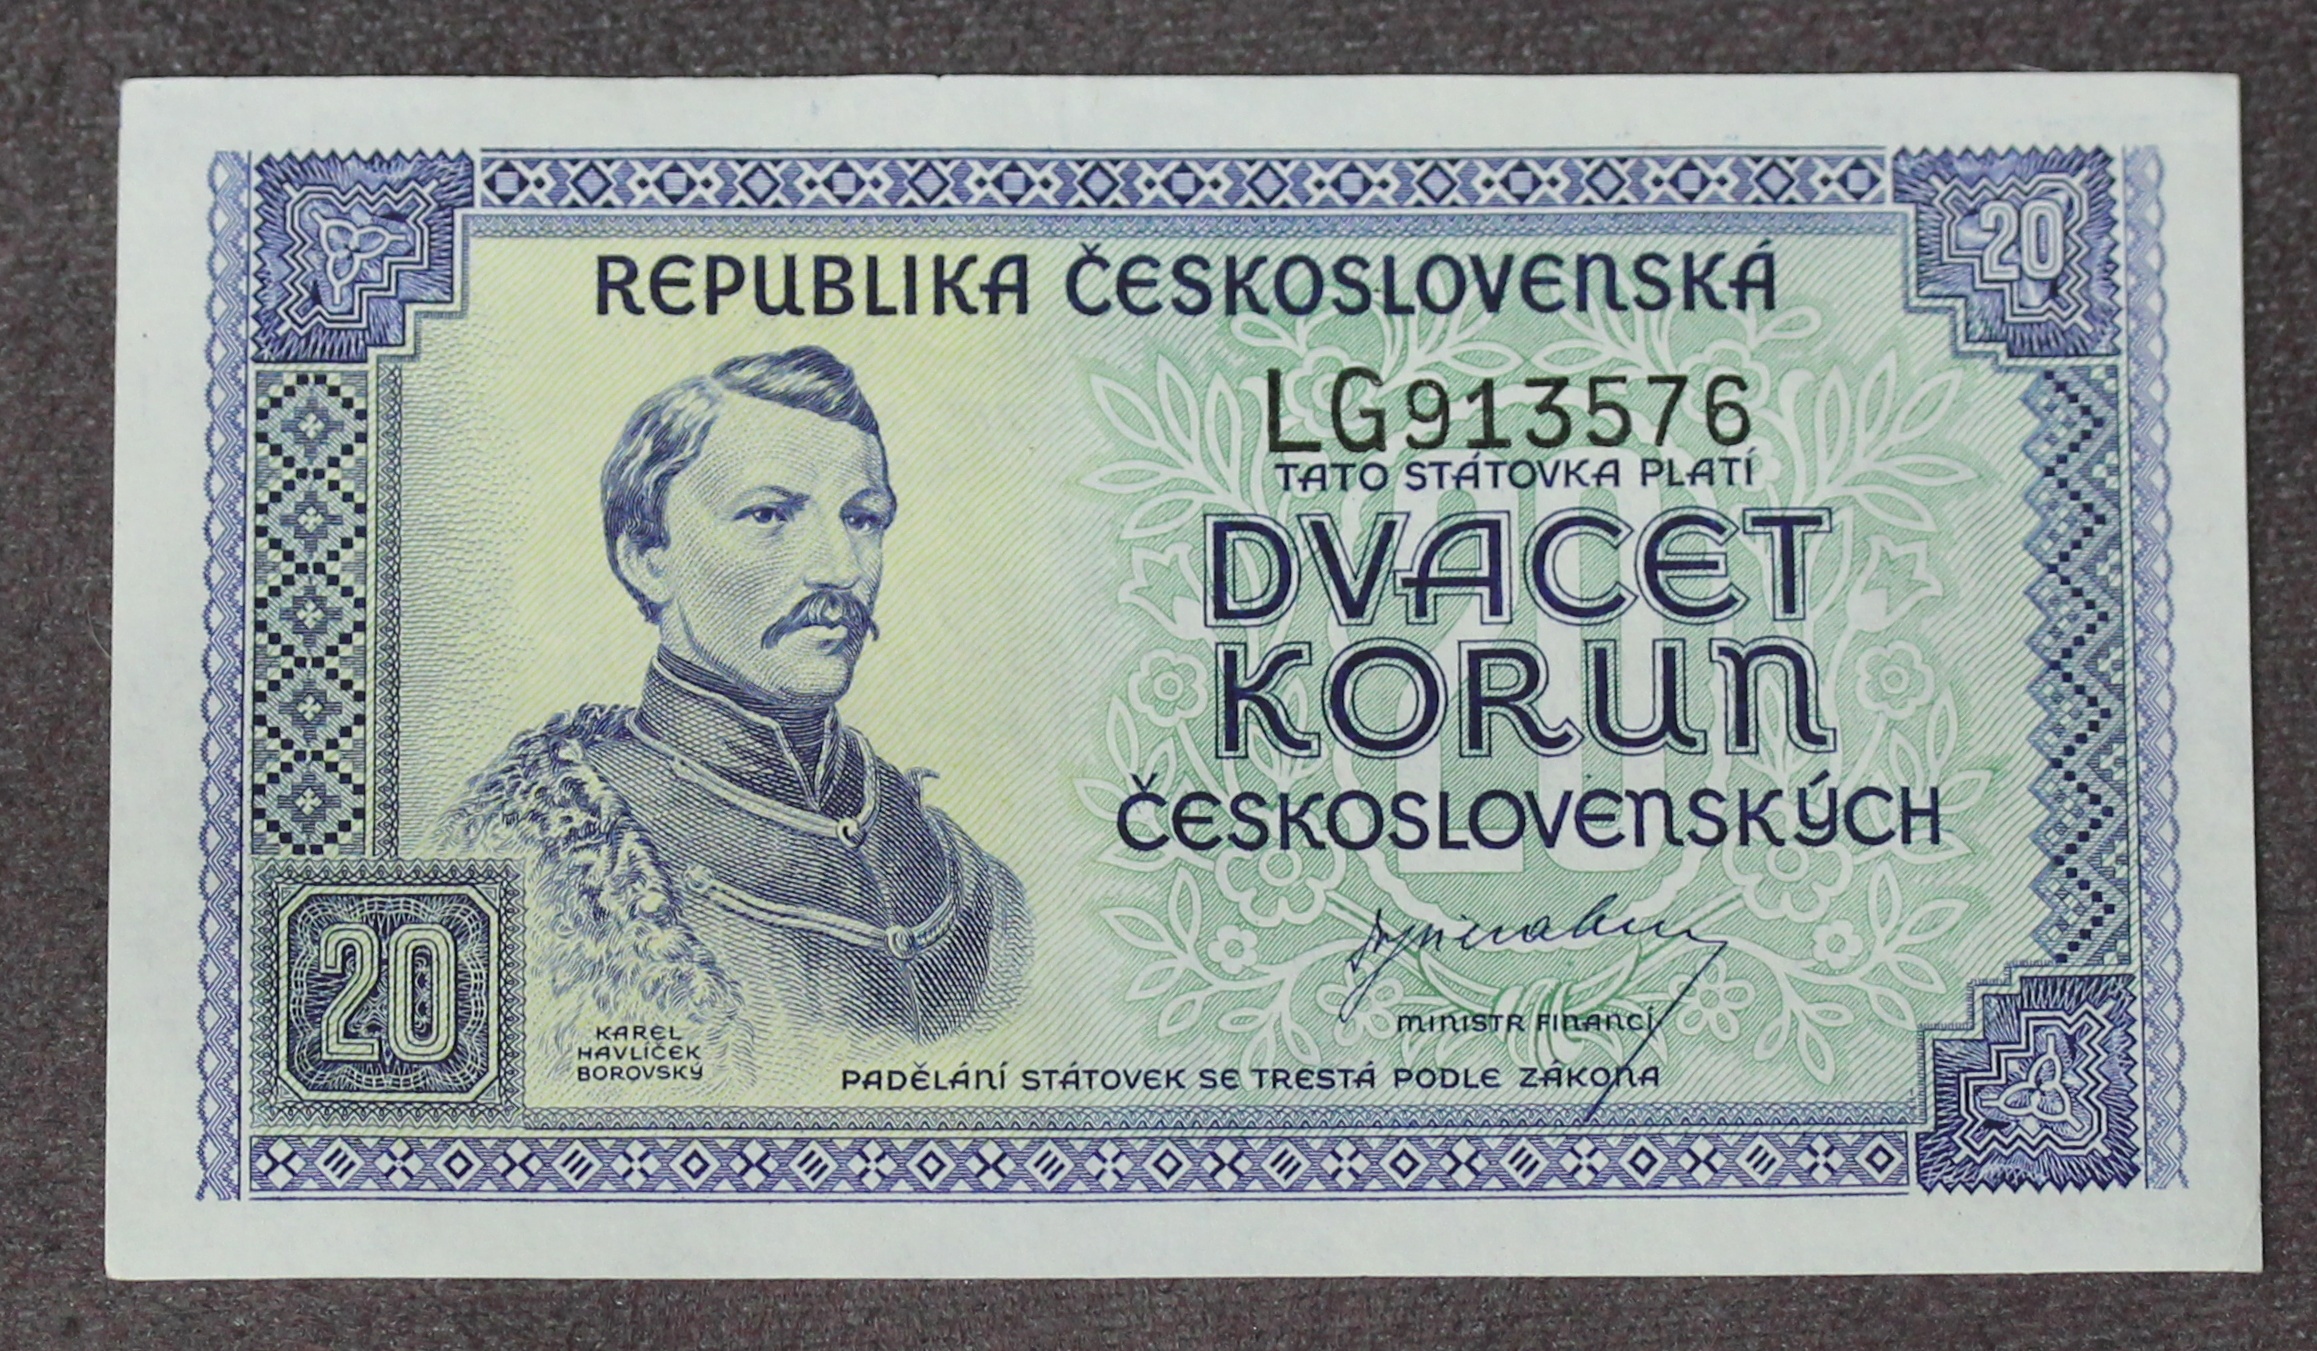 20
REPUBLIKA ČESKOSLOVENSKÁ
LG913576
TATO STÁTOVKA PLATÍ
DVACET
KORUN
ČESKOSLOVENSKÝCH
20
20
MINISTR FINANCÍ
KAREL
HAVLÍČEK
BOROVSKÝ
PADĚLÁNÍ STÁTOVEK SE TRESTÁ PODLE ZÁKONA